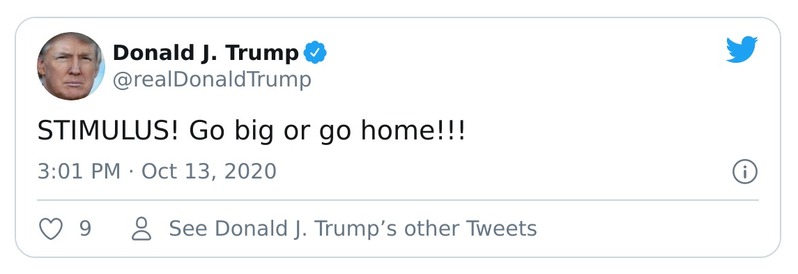 Donald J. Trump
@realDonaldTrump
STIMULUS! Go big or go home!!!
3:01 PM · Oct 13, 2020
9 See Donald J. Trump’s other Tweets